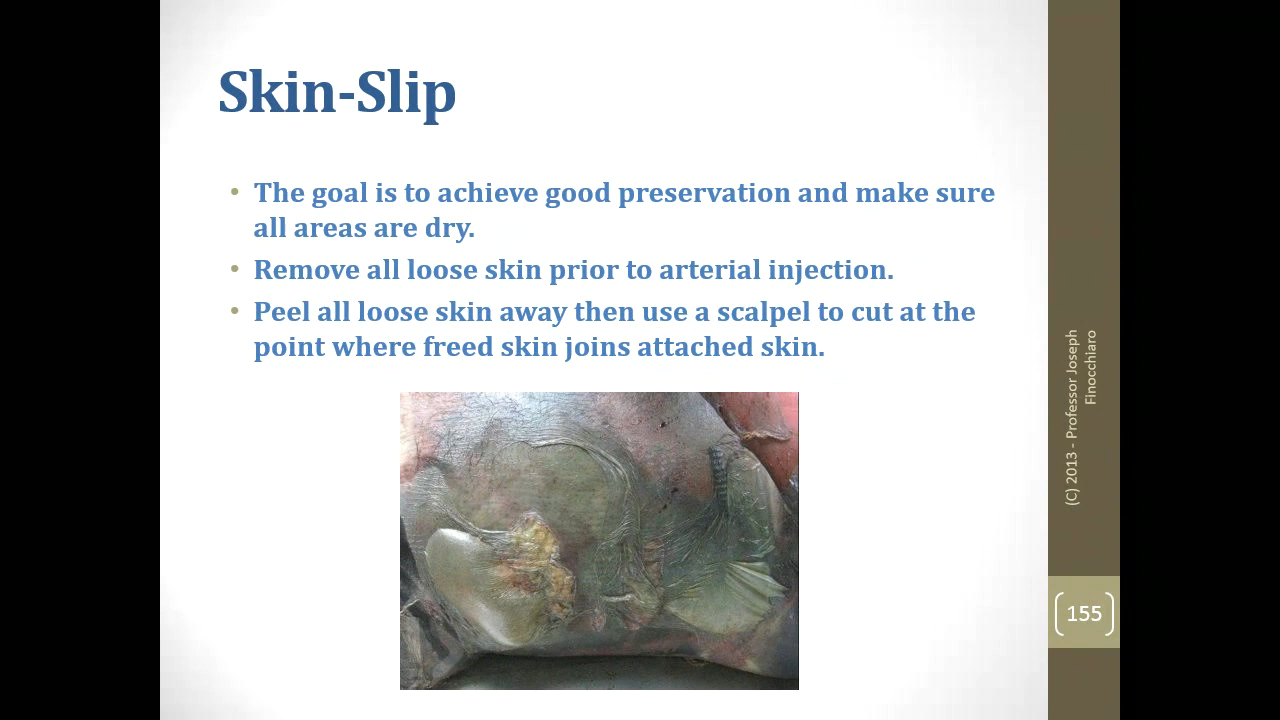 Skin-Slip
• The goal is to achieve good preservation and make sure
all areas are dry.
• Remove all loose skin prior to arterial injection.
• Peel all loose skin away then use a scalpel to cut at the
point where freed skin joins attached skin.
(C) 2013 - Professor Joseph
Finocchiaro
155